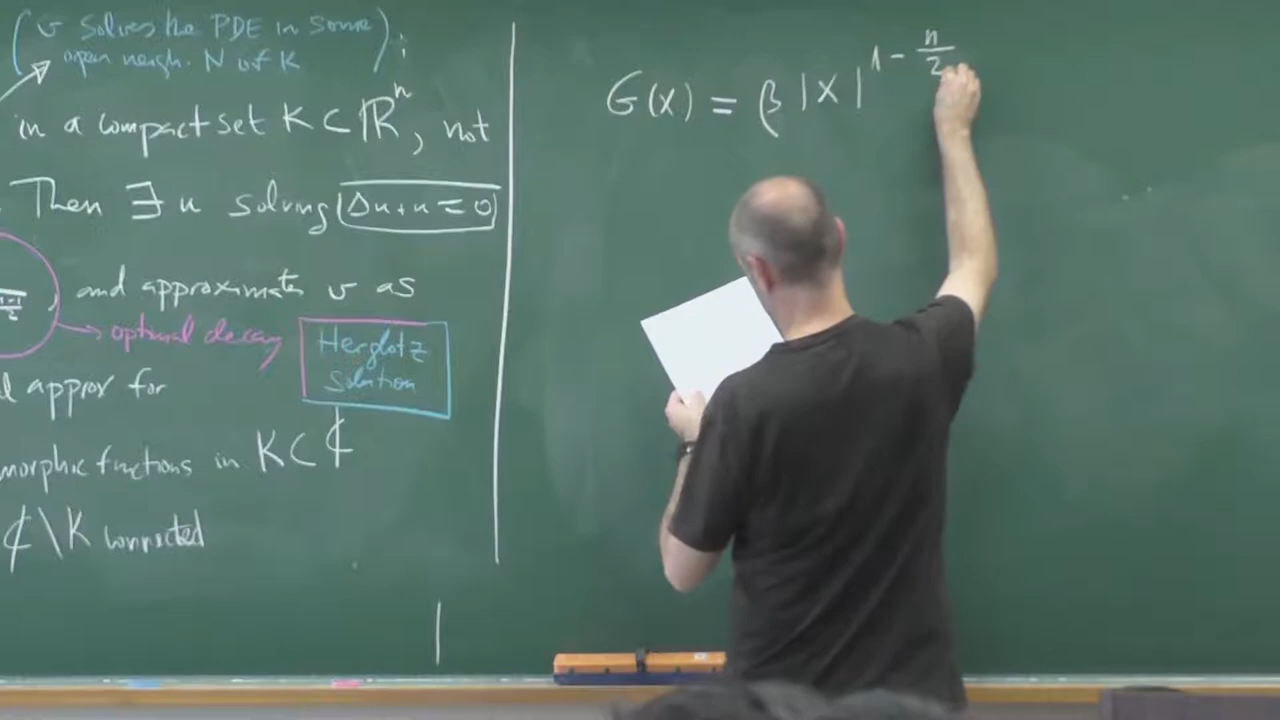 (v solves the PDE in some
open neigh. N of K) ;
in a compact set K ⊂ ℝⁿ, not
Then ∃ u solving Δu+u=0
and approximates v as
→ optimal decay
Herglotz
solution
approx for
morphic functions in K ⊂ ℂ
ℂ \ K connected
G(x) = β |x|^{1 - n/2}